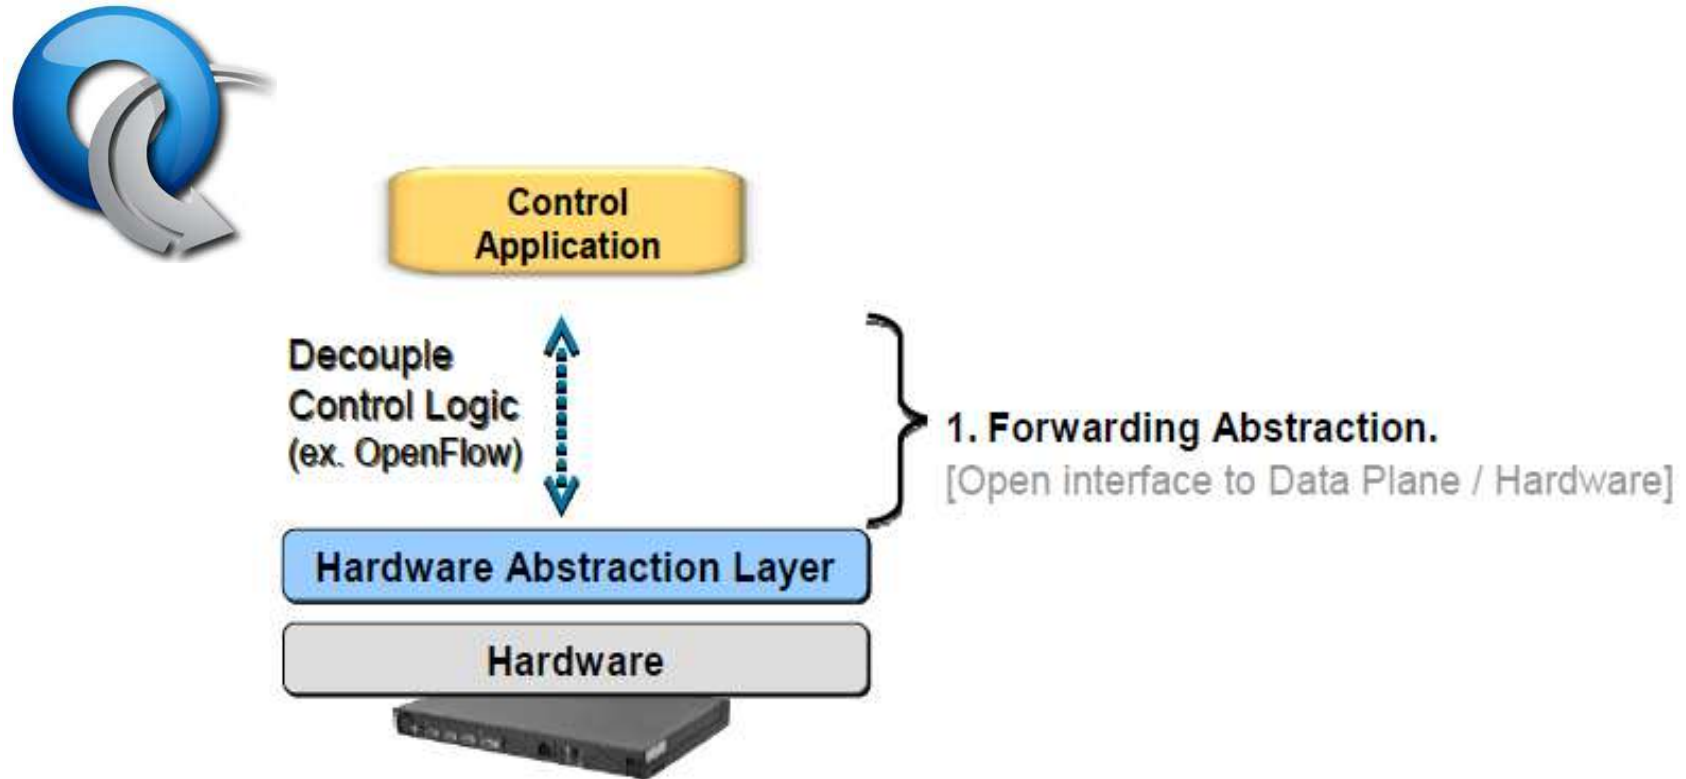 Control
Application
Decouple
Control Logic
(ex. OpenFlow)
1. Forwarding Abstraction.
[Open interface to Data Plane / Hardware]
Hardware Abstraction Layer
Hardware